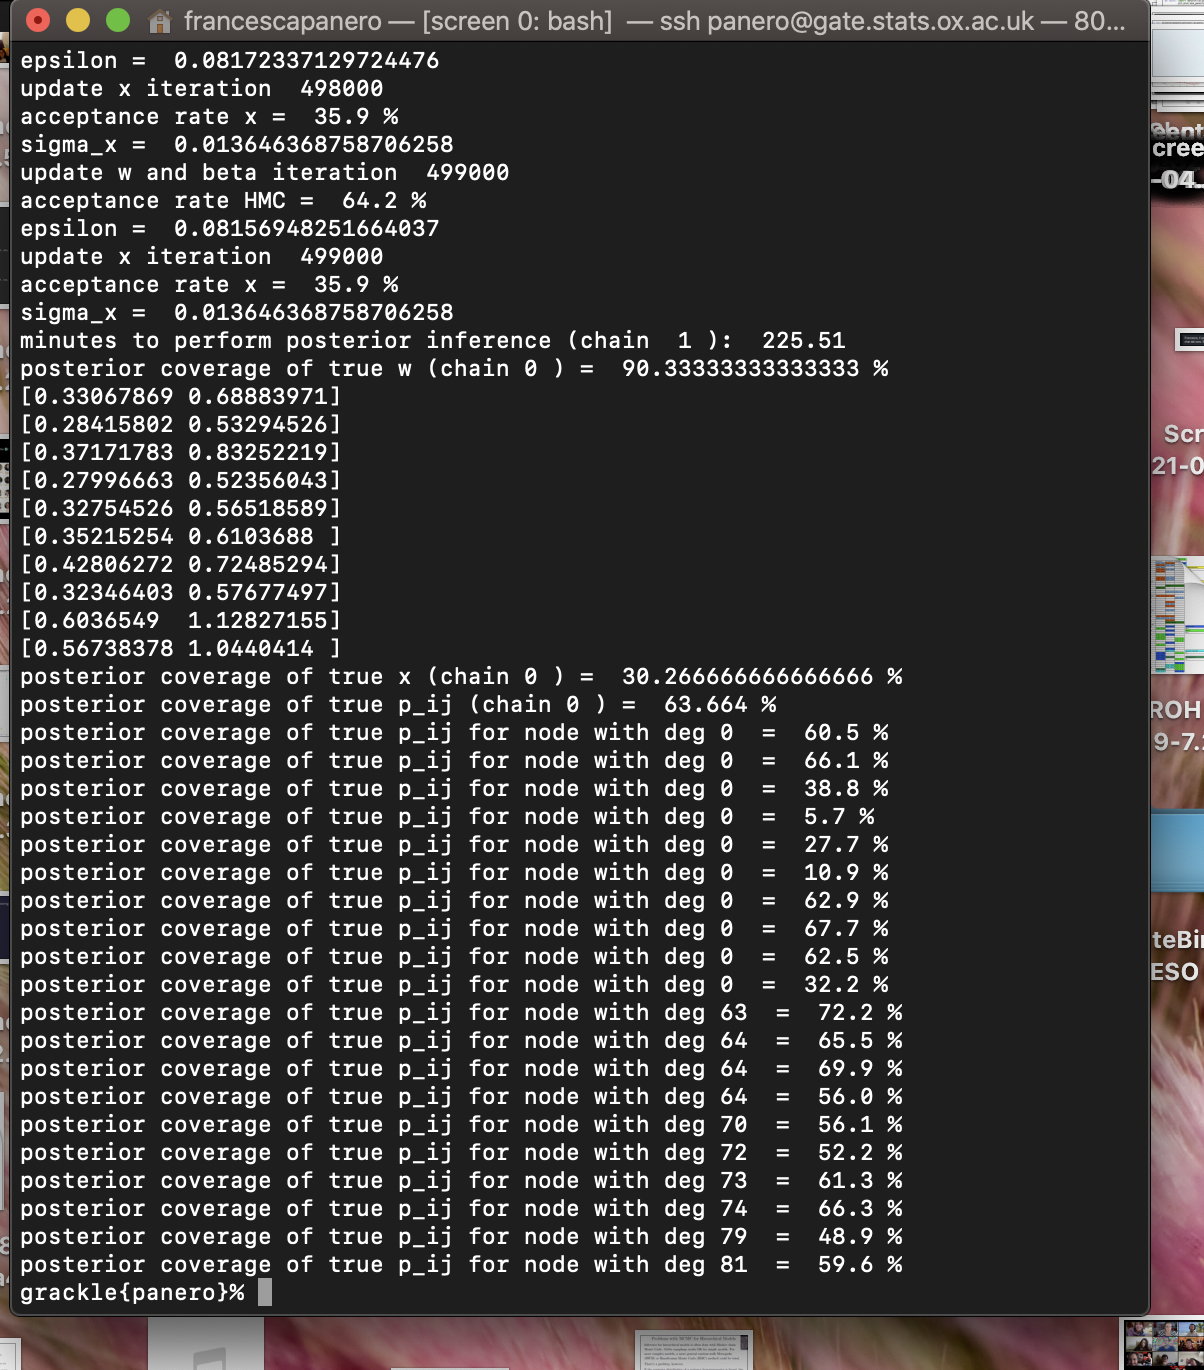 francescapanero — [screen 0: bash] — ssh panero@gate.stats.ox.ac.uk — 80...
epsilon =  0.08172337129724476
update x iteration  498000
acceptance rate x =  35.9 %
sigma_x =  0.013646368758706258
update w and beta iteration  499000
acceptance rate HMC =  64.2 %
epsilon =  0.08156948251664037
update x iteration  499000
acceptance rate x =  35.9 %
sigma_x =  0.013646368758706258
minutes to perform posterior inference (chain  1 ):  225.51
posterior coverage of true w (chain 0 ) =  90.33333333333333 %
[0.33067869 0.68883971]
[0.28415802 0.53294526]
[0.37171783 0.83252219]
[0.27996663 0.52356043]
[0.32754526 0.56518589]
[0.35215254 0.6103688 ]
[0.42806272 0.72485294]
[0.32346403 0.57677497]
[0.6036549  1.12827155]
[0.56738378 1.0440414 ]
posterior coverage of true x (chain 0 ) =  30.266666666666666 %
posterior coverage of true p_ij (chain 0 ) =  63.664 %
posterior coverage of true p_ij for node with deg 0  =  60.5 %
posterior coverage of true p_ij for node with deg 0  =  66.1 %
posterior coverage of true p_ij for node with deg 0  =  38.8 %
posterior coverage of true p_ij for node with deg 0  =  5.7 %
posterior coverage of true p_ij for node with deg 0  =  27.7 %
posterior coverage of true p_ij for node with deg 0  =  10.9 %
posterior coverage of true p_ij for node with deg 0  =  62.9 %
posterior coverage of true p_ij for node with deg 0  =  67.7 %
posterior coverage of true p_ij for node with deg 0  =  62.5 %
posterior coverage of true p_ij for node with deg 0  =  32.2 %
posterior coverage of true p_ij for node with deg 63  =  72.2 %
posterior coverage of true p_ij for node with deg 64  =  65.5 %
posterior coverage of true p_ij for node with deg 64  =  69.9 %
posterior coverage of true p_ij for node with deg 64  =  56.0 %
posterior coverage of true p_ij for node with deg 70  =  56.1 %
posterior coverage of true p_ij for node with deg 72  =  52.2 %
posterior coverage of true p_ij for node with deg 73  =  61.3 %
posterior coverage of true p_ij for node with deg 74  =  66.3 %
posterior coverage of true p_ij for node with deg 79  =  48.9 %
posterior coverage of true p_ij for node with deg 81  =  59.6 %
grackle{panero}%
cree
-04...
Scr
21-0
ROH
9-7.
teBi
ESO